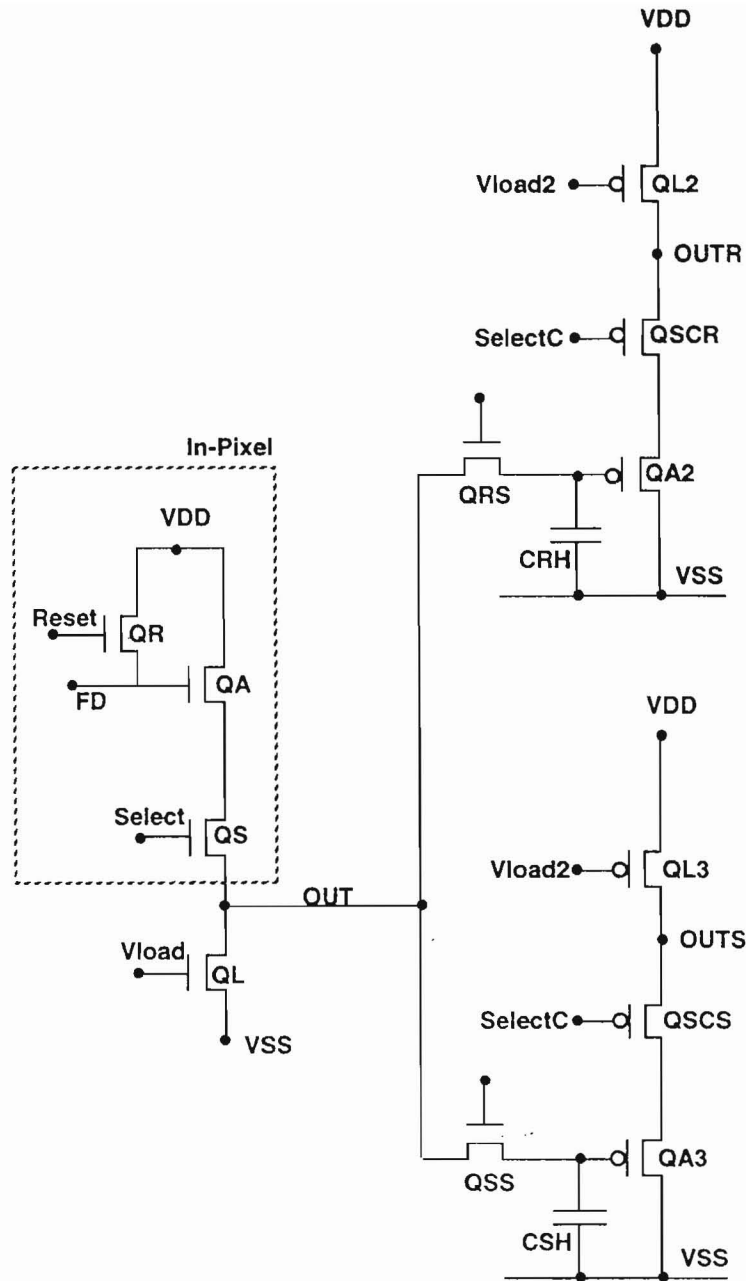 VDD
Vload2
QL2
OUTR
SelectC
QSCR
In-Pixel
QRS
QA2
VDD
CRH
VSS
Reset
QR
FD
QA
VDD
Select
QS
Vload2
QL3
OUT
OUTS
Vload
QL
SelectC
QSCS
VSS
QSS
QA3
CSH
VSS